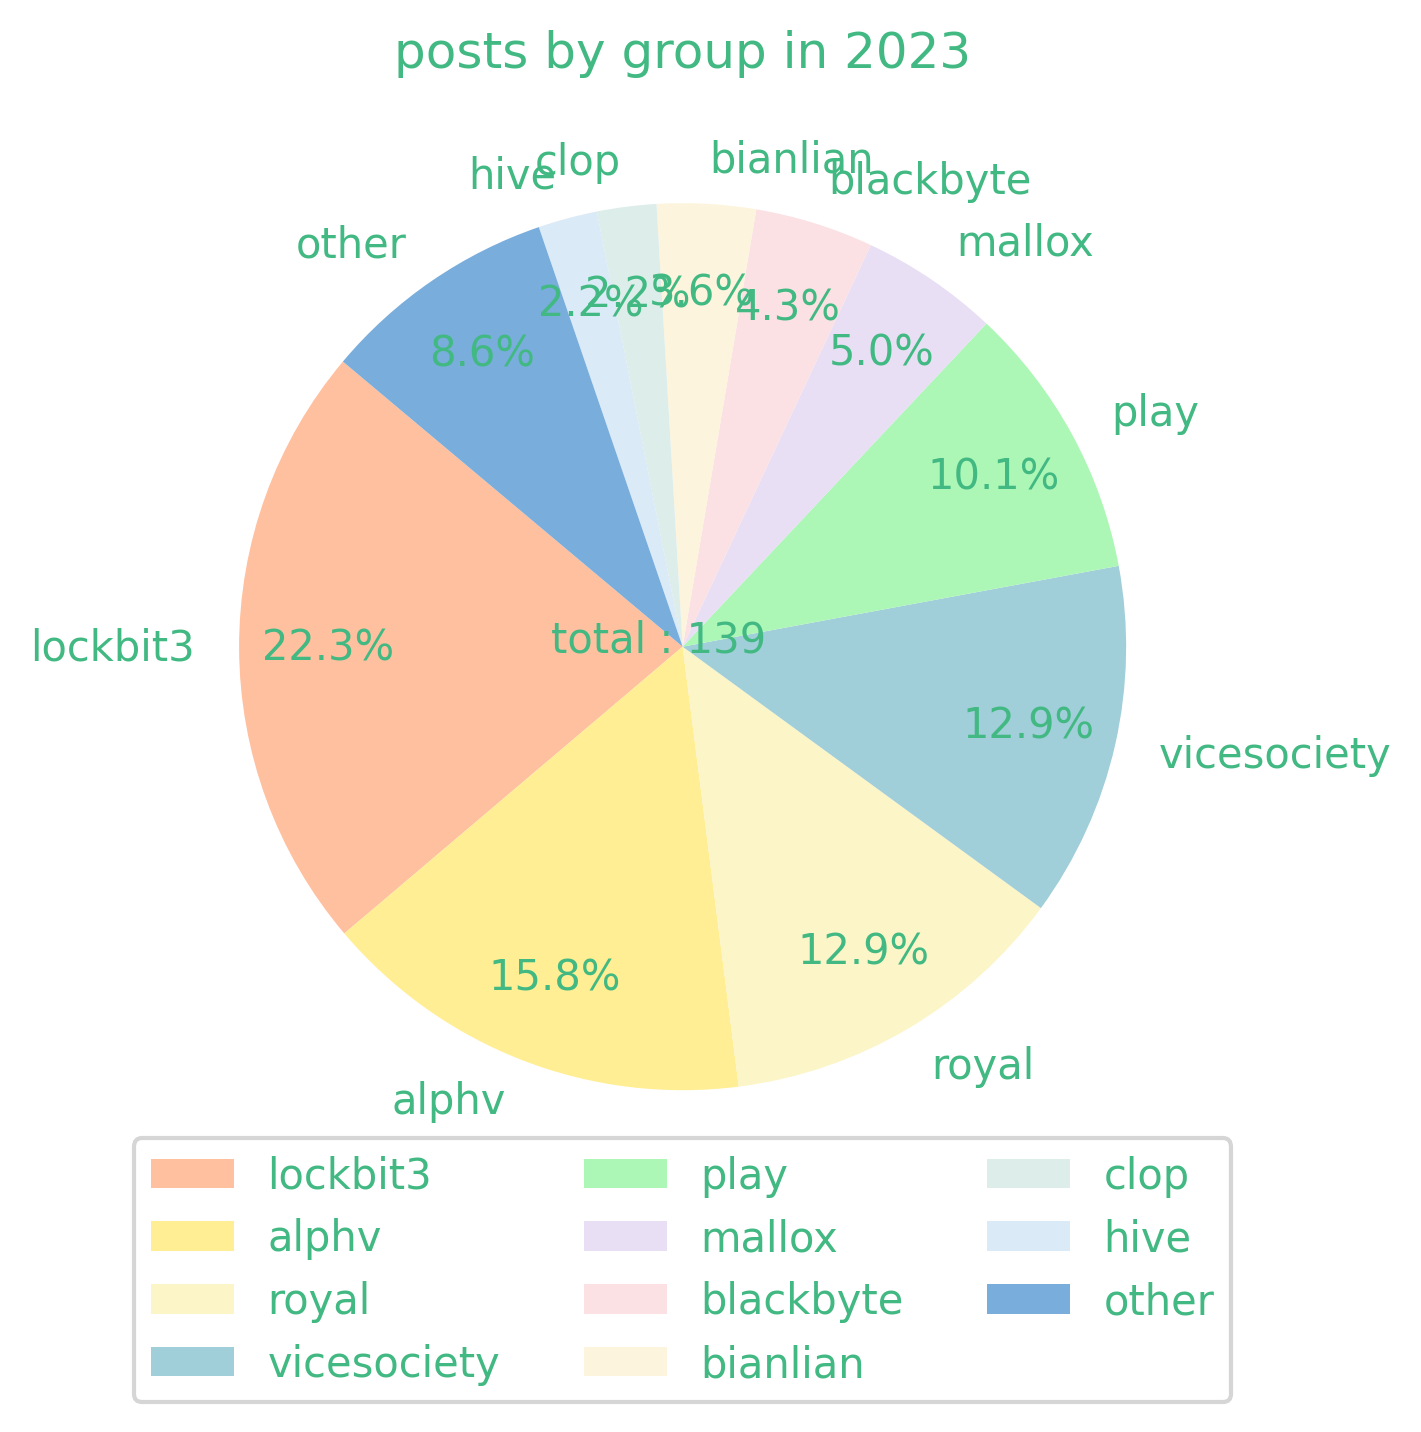 posts by group in 2023
bianlian
clop
hive
blackbyte
other
mallox
2.2%
2.2%
3.6%
4.3%
8.6%
5.0%
play
10.1%
total : 139
lockbit3
22.3%
12.9%
vicesociety
15.8%
12.9%
royal
alphv
lockbit3
alphv
royal
vicesociety
play
mallox
blackbyte
bianlian
clop
hive
other